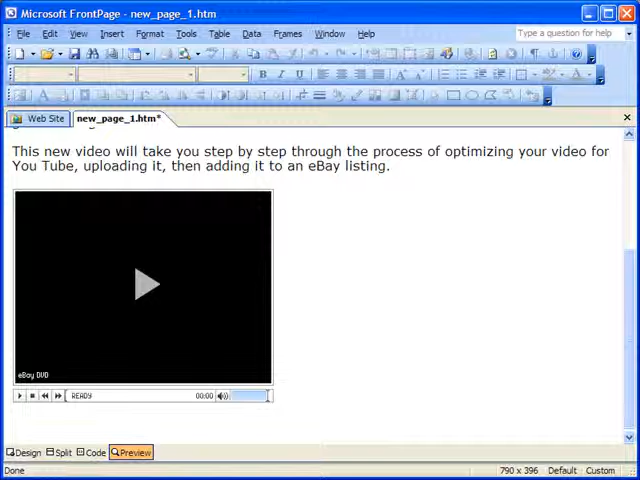 Microsoft FrontPage - new_page_1.htm
File Edit View Insert Format Tools Table Data Frames Window Help
Type a question for help
Web Site new_page_1.htm*
This new video will take you step by step through the process of optimizing your video for
You Tube, uploading it, then adding it to an eBay listing.
eBay DVD
READY 00:00
Design Split Code Preview
Done 790 x 396 Default Custom